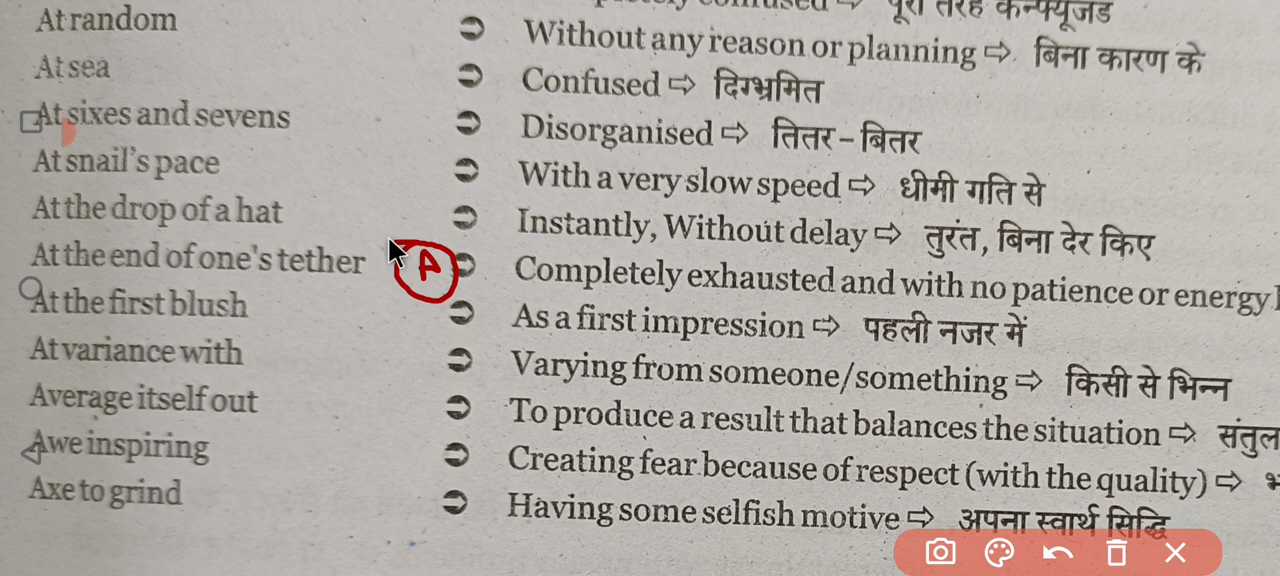 At random ➲ Without any reason or planning ⇨ बिना कारण के
पूरी तरह कन्फ्यूजड
At sea ➲ Confused ⇨ दिग्भ्रमित
At sixes and sevens ➲ Disorganised ⇨ तितर – बितर
At snail's pace ➲ With a very slow speed ⇨ धीमी गति से
At the drop of a hat ➲ Instantly, Without delay ⇨ तुरंत, बिना देर किए
At the end of one's tether A ➲ Completely exhausted and with no patience or energy
At the first blush ➲ As a first impression ⇨ पहली नजर में
At variance with ➲ Varying from someone/something ⇨ किसी से भिन्न
Average itself out ➲ To produce a result that balances the situation ⇨
Awe inspiring ➲ Creating fear because of respect (with the quality) ⇨
Axe to grind ➲ Having some selfish motive ⇨ अपना स्वार्थ सिद्धि